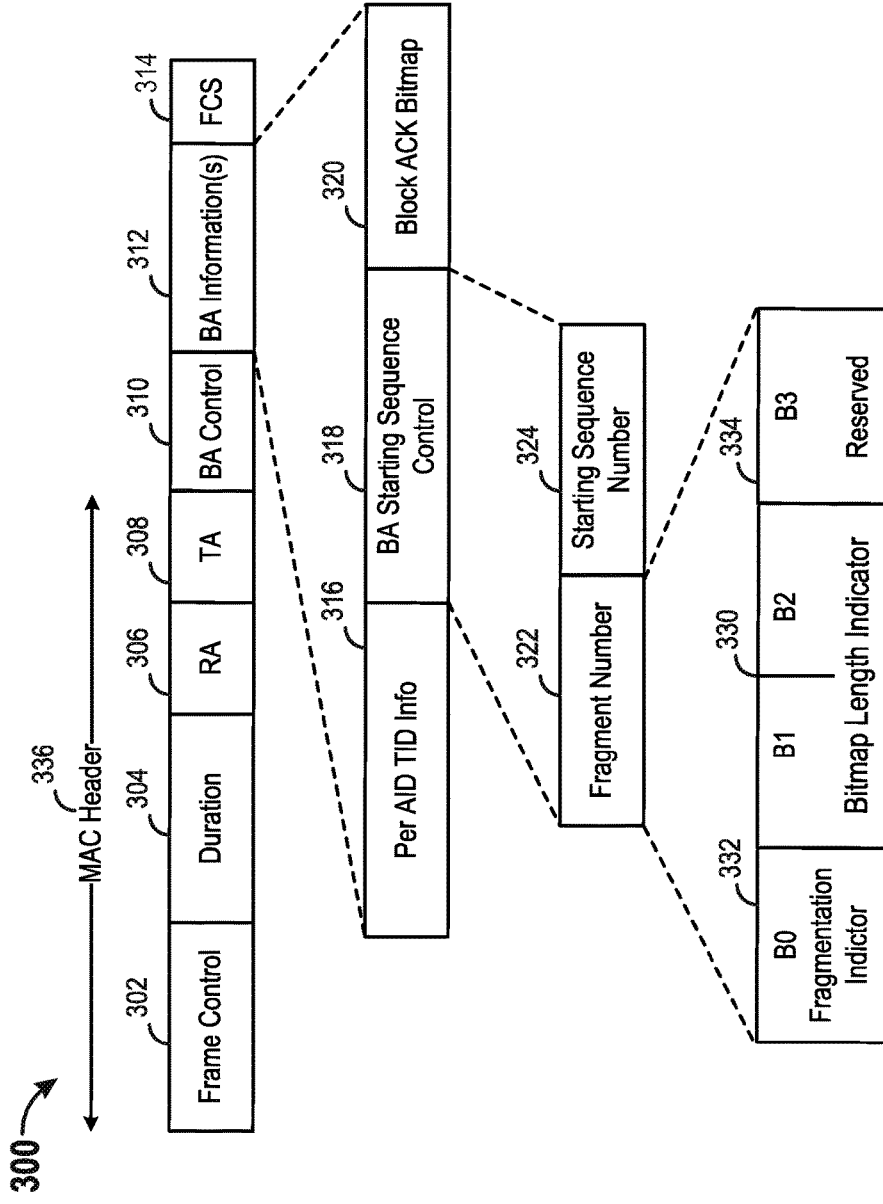 300
336
MAC Header
302
304
306
308
310
312
314
Frame Control
Duration
RA
TA
BA Control
BA Information(s)
FCS
316
318
320
Per AID TID Info
BA Starting Sequence
Control
Block ACK Bitmap
322
324
Fragment Number
Starting Sequence
Number
332
330
334
B0
B1
B2
B3
Fragmentation
Indictor
Bitmap Length Indicator
Reserved